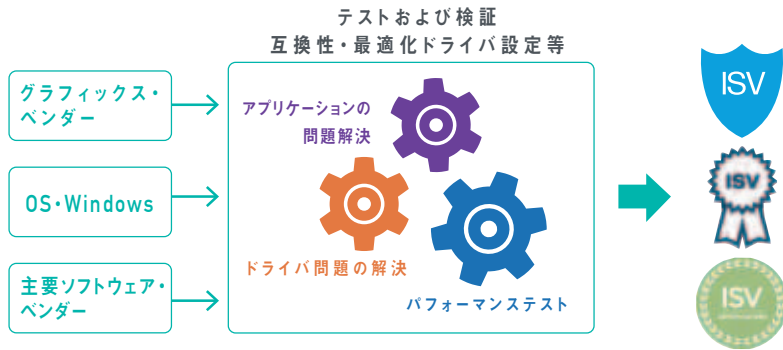 テストおよび検証
互換性・最適化ドライバ設定等
グラフィックス・
ベンダー
OS・Windows
主要ソフトウェア・
ベンダー
アプリケーションの
問題解決
ドライバ問題の解決
パフォーマンステスト
ISV
ISV
ISV